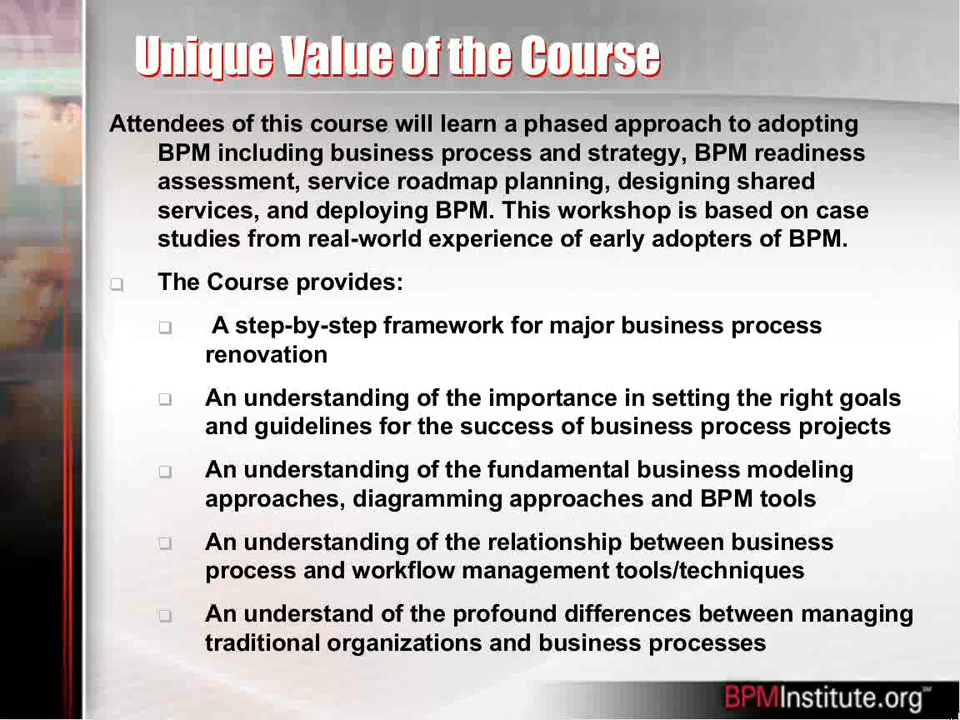 Unique Value of the Course
Attendees of this course will learn a phased approach to adopting
BPM including business process and strategy, BPM readiness
assessment, service roadmap planning, designing shared
services, and deploying BPM. This workshop is based on case
studies from real-world experience of early adopters of BPM.
❑ The Course provides:
❑ A step-by-step framework for major business process
renovation
❑ An understanding of the importance in setting the right goals
and guidelines for the success of business process projects
❑ An understanding of the fundamental business modeling
approaches, diagramming approaches and BPM tools
❑ An understanding of the relationship between business
process and workflow management tools/techniques
❑ An understand of the profound differences between managing
traditional organizations and business processes
BPMInstitute.org℠